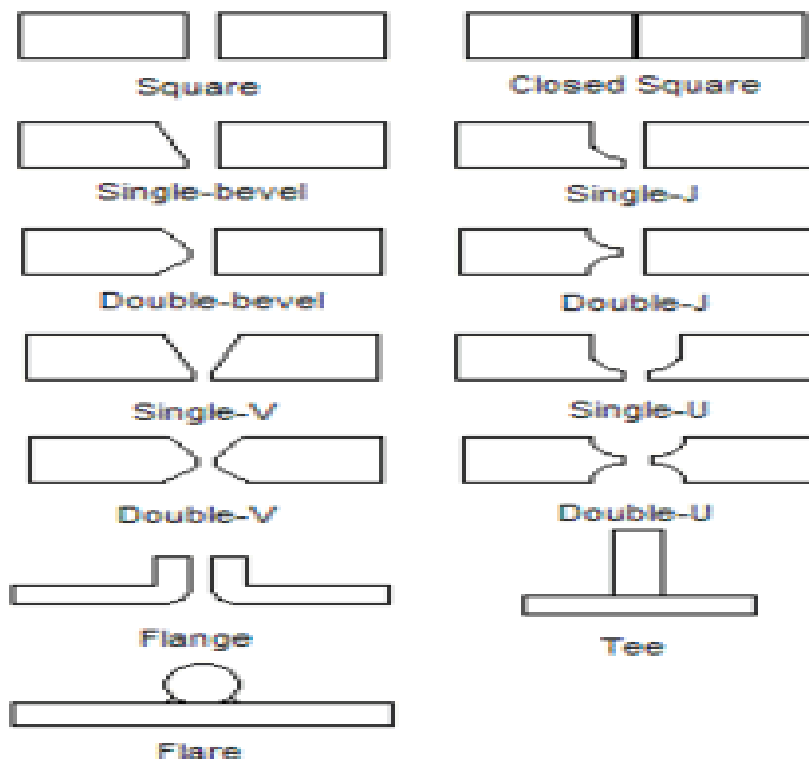 Square
Closed Square
Single-bevel
Single-J
Double-bevel
Double-J
Single-V
Single-U
Double-V
Double-U
Flange
Tee
Flare